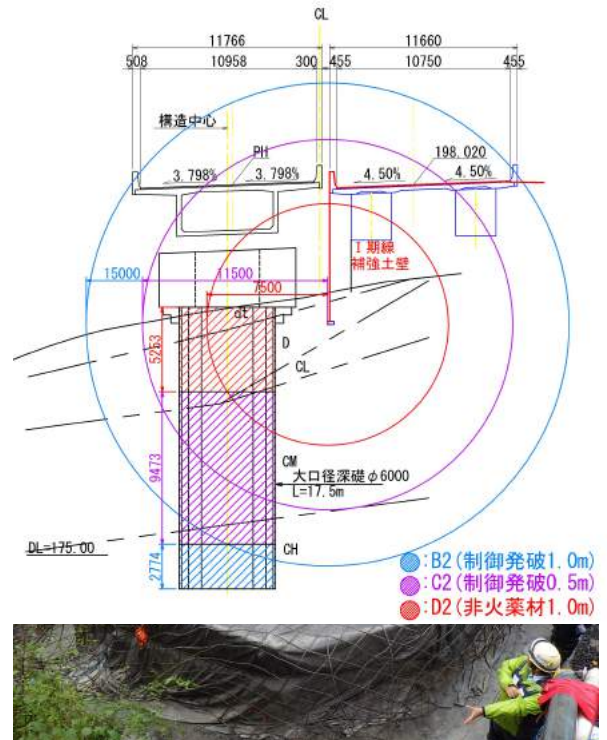 CL
11766
11660
508
10958
300
455
10750
455
構造中心
PH
198.020
3.798%
3.798%
4.50%
4.50%
Ⅰ期線
補強土壁
15000
11500
7500
dt
5253
D
CL
9473
CM
大口径深礎φ6000
L=17.5m
DL=175.00
CH
2774
:B2(制御発破1.0m)
:C2(制御発破0.5m)
:D2(非火薬材1.0m)